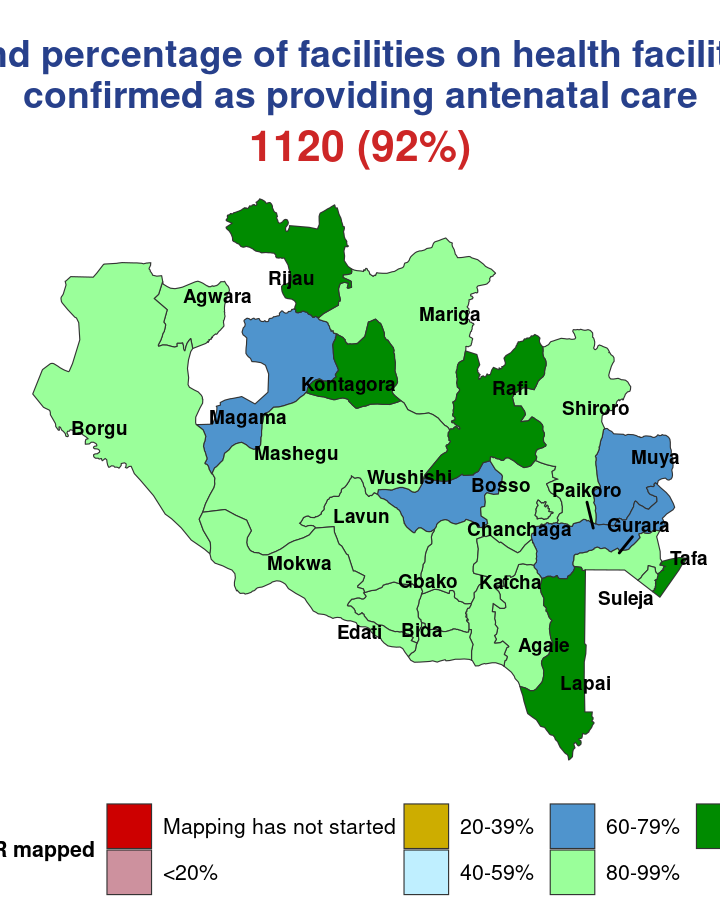 percentage of facilities on health
confirmed as providing antenatal care
1120 (92%)
Rijau
Agwara
Mariga
Kontagora
Rafi
Shiroro
Magama
Borgu
Mashegu
Muya
Wushishi
Bosso
Paikoro
Lavun
Chanchaga
Gurara
Mokwa
Tafa
Gbako
Katcha
Suleja
Edati
Bida
Agaie
Lapai
mapped
Mapping has not started
20-39%
60-79%
<20%
40-59%
80-99%